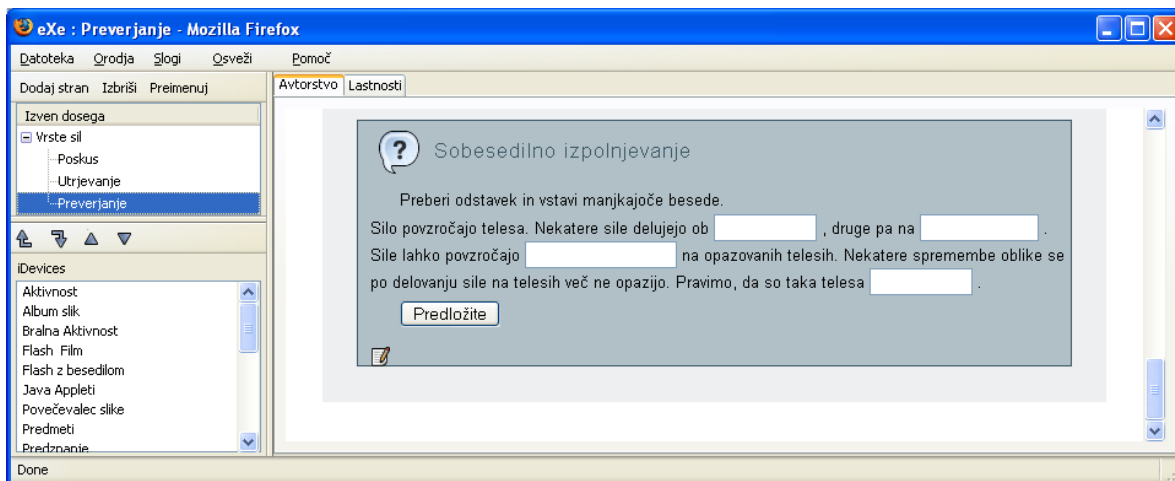 eXe : Preverjanje - Mozilla Firefox
Datoteka Orodja Slogi Osveži Pomoč
Dodaj stran Izbriši Preimenuj
Avtorstvo Lastnosti
Izven dosega
Vrste sil
Poskus
Utrjevanje
Preverjanje
iDevices
Aktivnost
Album slik
Bralna Aktivnost
Flash Film
Flash z besedilom
Java Appleti
Povečevalec slike
Predmeti
Predznanje
? Sobesedilno izpolnjevanje
Preberi odstavek in vstavi manjkajoče besede.
Silo povzročajo telesa. Nekatere sile delujejo ob , druge pa na .
Sile lahko povzročajo na opazovanih telesih. Nekatere spremembe oblike se
po delovanju sile na telesih več ne opazijo. Pravimo, da so taka telesa .
Predložite
Done